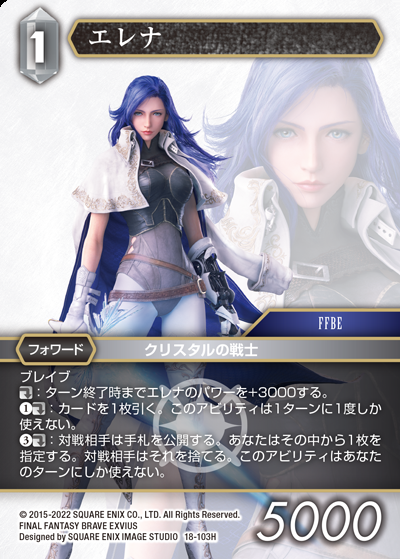 1
エレナ
FFBE
フォワード
クリスタルの戦士
ブレイブ
：ターン終了時までエレナのパワーを+3000する。
❶：カードを1枚引く。このアビリティは1ターンに1度しか
使えない。
❸：対戦相手は手札を公開する。あなたはその中から1枚を
指定する。対戦相手はそれを捨てる。このアビリティはあなた
のターンにしか使えない。
© 2015-2022 SQUARE ENIX CO., LTD. All Rights Reserved.
FINAL FANTASY BRAVE EXVIUS
Designed by SQUARE ENIX IMAGE STUDIO 18-103H
5000